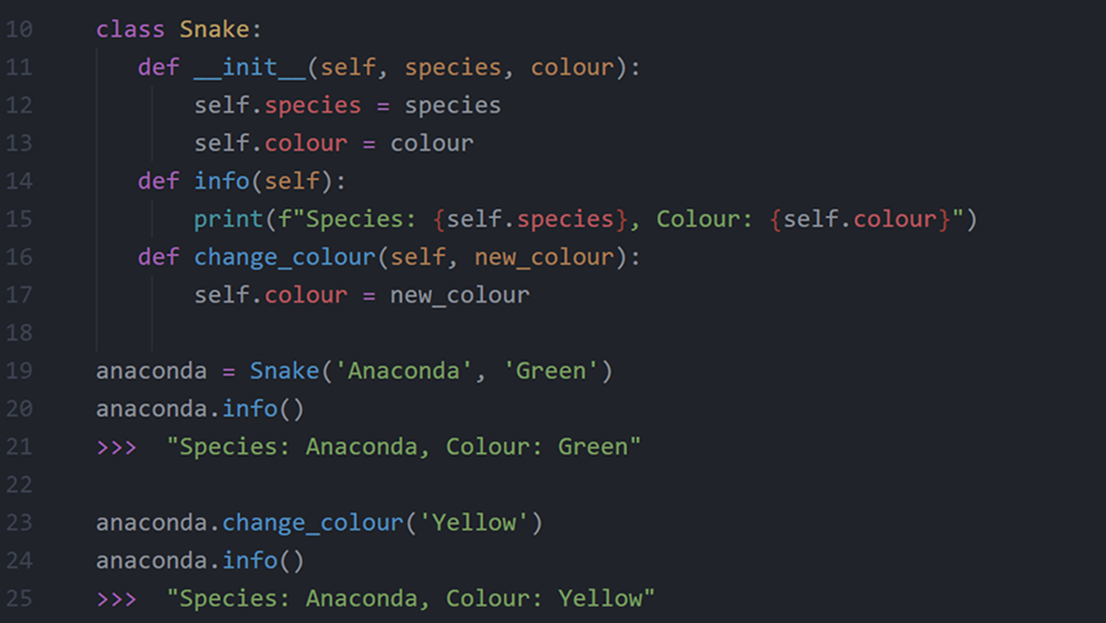 10 class Snake:
11 def __init__(self, species, colour):
12 self.species = species
13 self.colour = colour
14 def info(self):
15 print(f"Species: {self.species}, Colour: {self.colour}")
16 def change_colour(self, new_colour):
17 self.colour = new_colour
18
19 anaconda = Snake('Anaconda', 'Green')
20 anaconda.info()
21 >>> "Species: Anaconda, Colour: Green"
22
23 anaconda.change_colour('Yellow')
24 anaconda.info()
25 >>> "Species: Anaconda, Colour: Yellow"